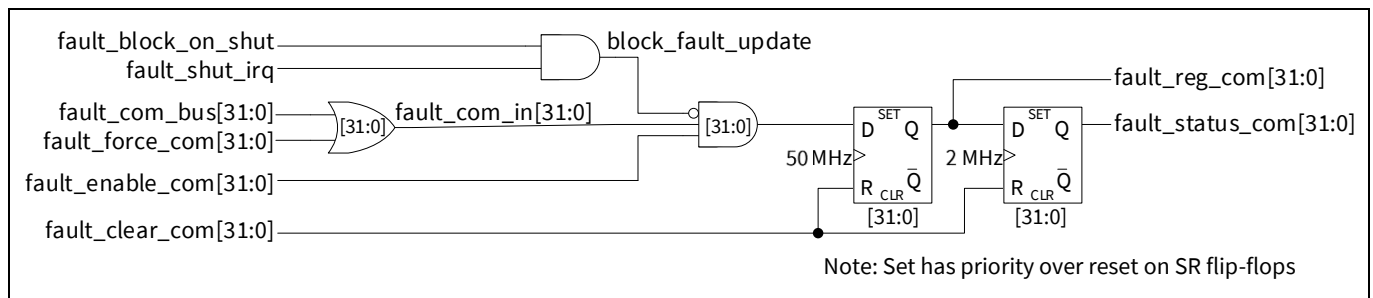 fault_block_on_shut
fault_shut_irq
block_fault_update
fault_com_bus[31:0]
fault_force_com[31:0]
[31:0]
fault_com_in[31:0]
fault_enable_com[31:0]
fault_clear_com[31:0]
[31:0]
D SET Q
50 MHz
R CLR Q̅
[31:0]
D SET Q
2 MHz
R CLR Q̅
[31:0]
fault_reg_com[31:0]
fault_status_com[31:0]
Note: Set has priority over reset on SR flip-flops